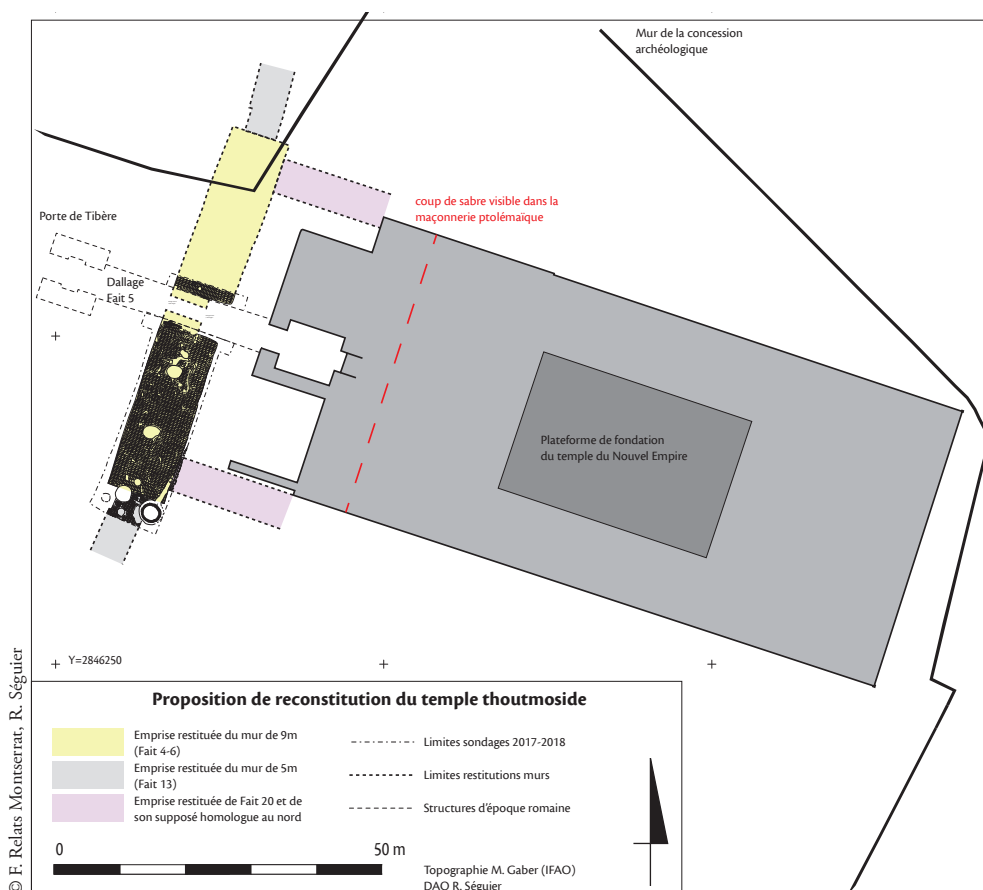 Mur de la concession
archéologique
Porte de Tibère
coup de sabre visible dans la
maçonnerie ptolémaïque
Dallage
Fait 5
Plateforme de fondation
du temple du Nouvel Empire
Y=2846250
Proposition de reconstitution du temple thoutmoside
Emprise restituée du mur de 9m
(Fait 4-6)
Emprise restituée du mur de 5m
(Fait 13)
Emprise restituée de Fait 20 et de
son supposé homologue au nord
Limites sondages 2017-2018
Limites restitutions murs
Structures d'époque romaine
0
50 m
Topographie M. Gaber (IFAO)
DAO R. Séguier
© F. Relats Montserrat, R. Séguier